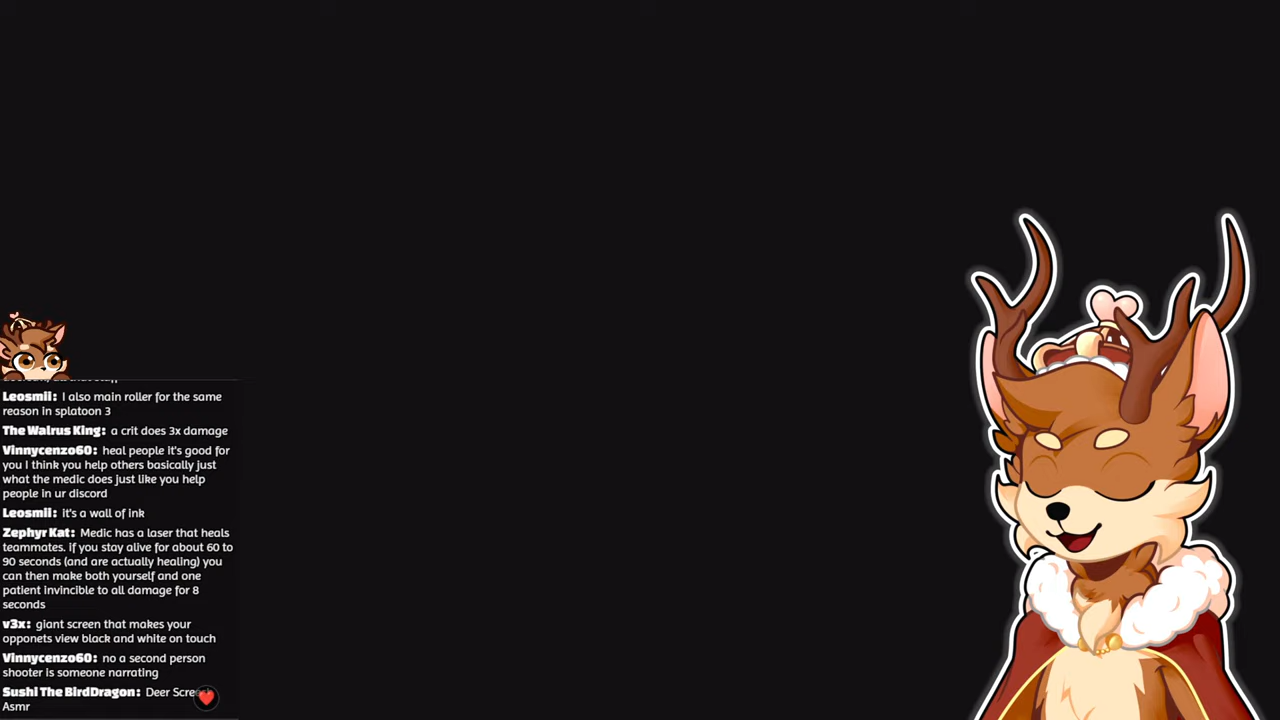 Leosmii: I also main roller for the same
reason in splatoon 3
The Walrus King: a crit does 3x damage
Vinnycenzo60: heal people it's good for
you I think you help others basically just
what the medic does just like you help
people in ur discord
Leosmii: it's a wall of ink
Zephyr Kat: Medic has a laser that heals
teammates. if you stay alive for about 60 to
90 seconds (and are actually healing) you
can then make both yourself and one
patient invincible to all damage for 8
seconds
v3x: giant screen that makes your
opponets view black and white on touch
Vinnycenzo60: no a second person
shooter is someone narrating
Sushi The BirdDragon: Deer
Asmr